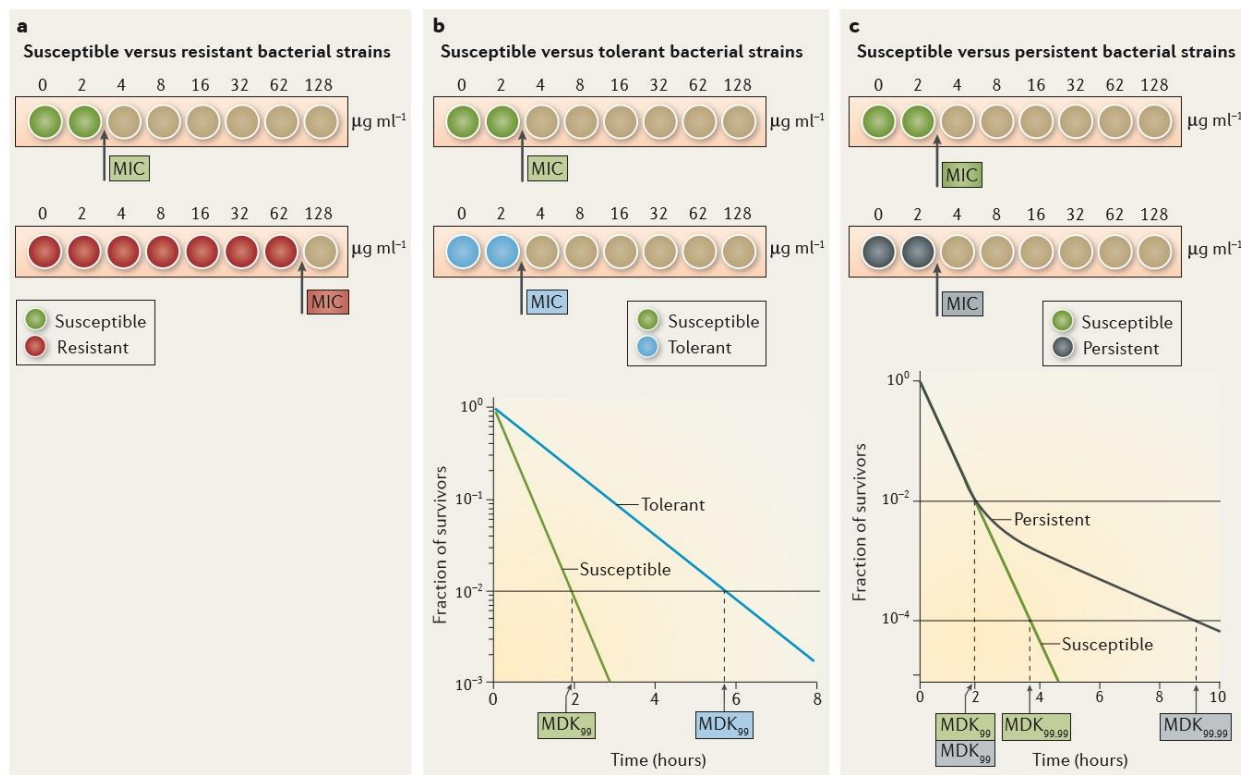 a
Susceptible versus resistant bacterial strains
0 2 4 8 16 32 62 128
μg ml⁻¹
MIC
0 2 4 8 16 32 62 128
μg ml⁻¹
MIC
Susceptible
Resistant
b
Susceptible versus tolerant bacterial strains
0 2 4 8 16 32 62 128
μg ml⁻¹
MIC
0 2 4 8 16 32 62 128
μg ml⁻¹
MIC
Susceptible
Tolerant
Fraction of survivors
10⁰
10⁻¹
10⁻²
10⁻³
Tolerant
Susceptible
0 2 4 6 8
MDK₉₉ MDK₉₉
Time (hours)
c
Susceptible versus persistent bacterial strains
0 2 4 8 16 32 62 128
μg ml⁻¹
MIC
0 2 4 8 16 32 62 128
μg ml⁻¹
MIC
Susceptible
Persistent
Fraction of survivors
10⁰
10⁻²
10⁻⁴
Persistent
Susceptible
0 2 4 6 8 10
MDK₉₉ MDK₉₉.₉₉ MDK₉₉.₉₉
MDK₉₉
Time (hours)